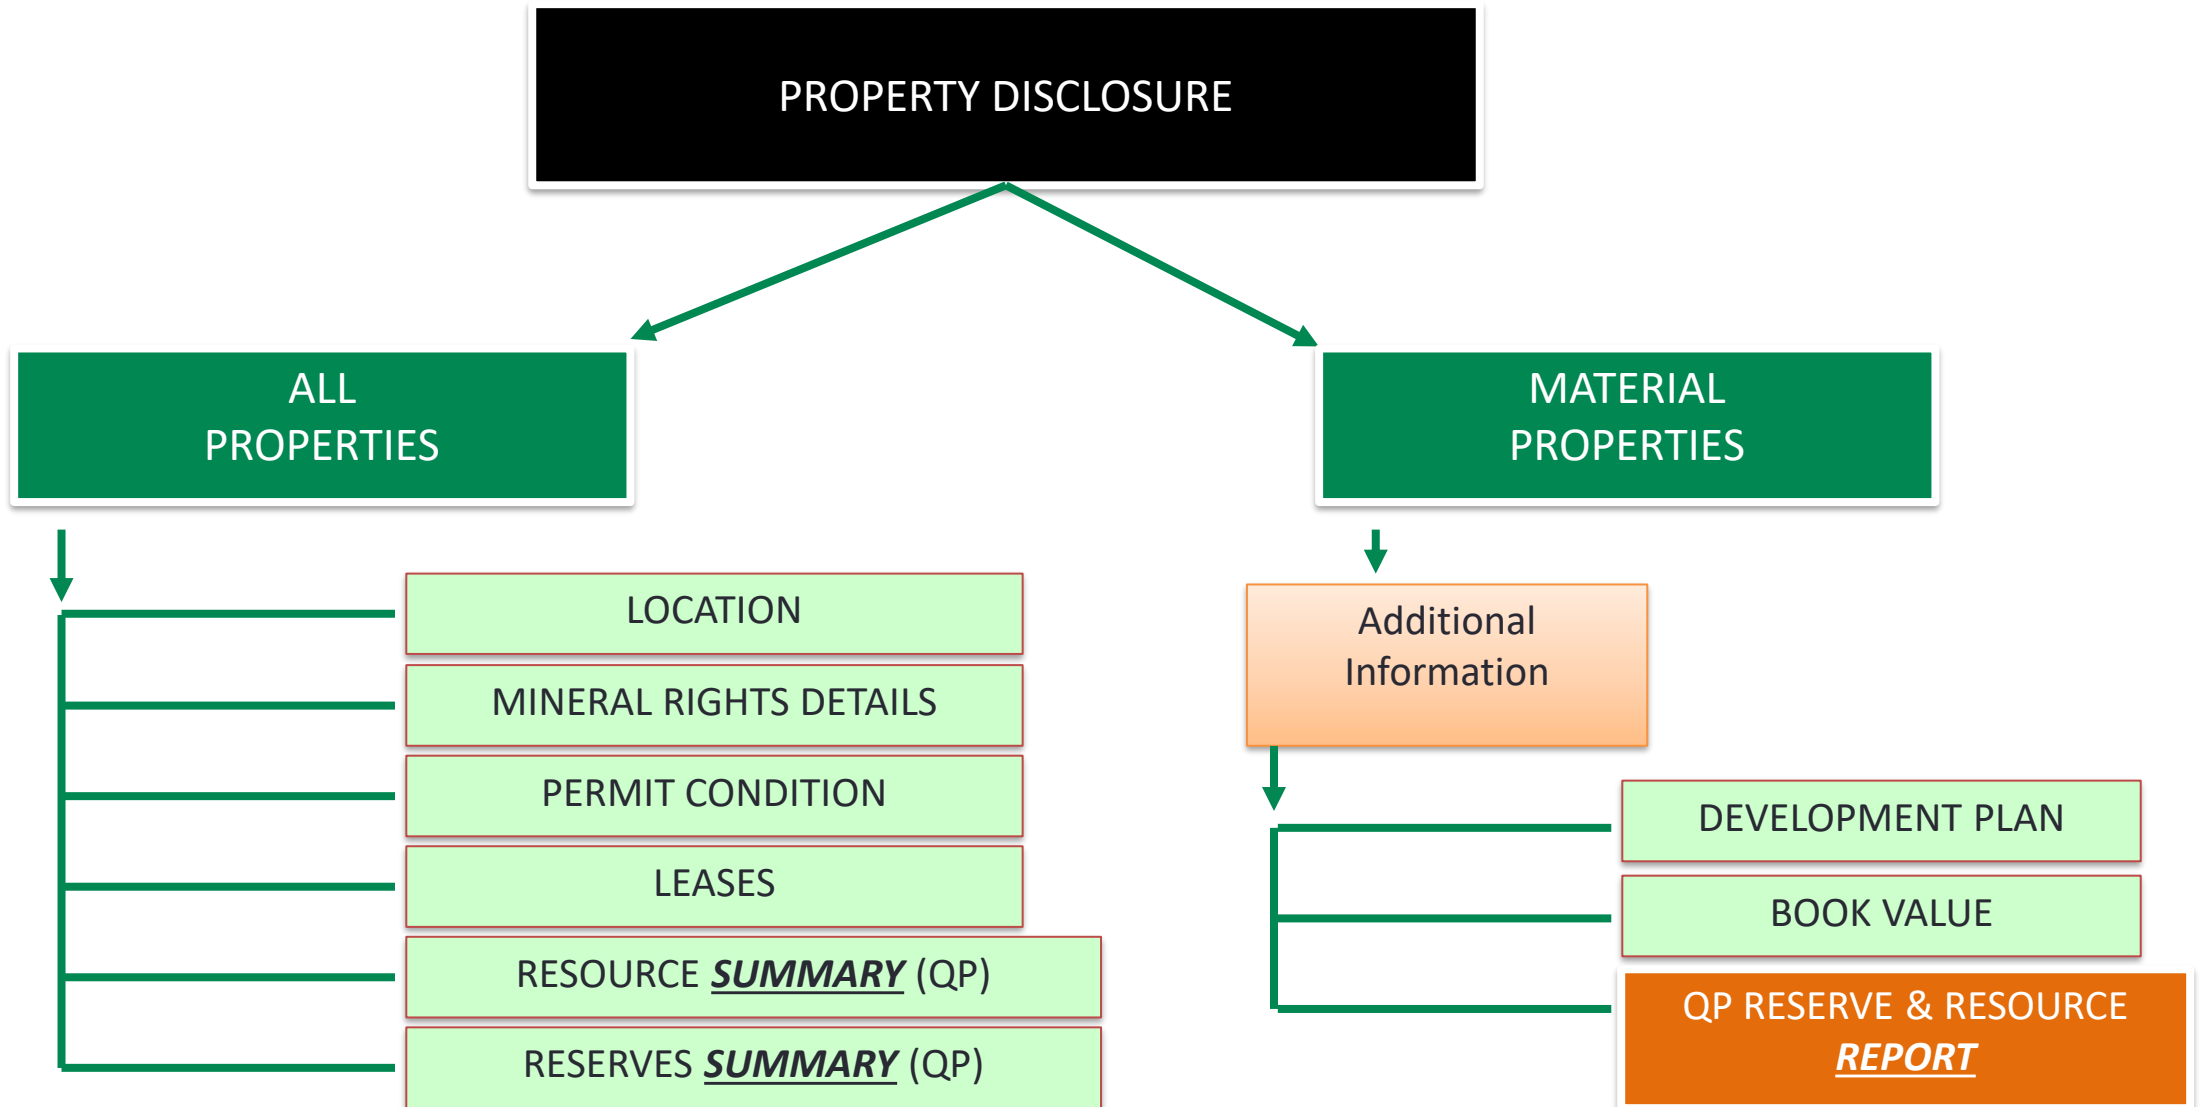 PROPERTY DISCLOSURE
ALL
PROPERTIES
LOCATION
MINERAL RIGHTS DETAILS
PERMIT CONDITION
LEASES
RESOURCE SUMMARY (QP)
RESERVES SUMMARY (QP)
MATERIAL
PROPERTIES
Additional
Information
DEVELOPMENT PLAN
BOOK VALUE
QP RESERVE & RESOURCE
REPORT